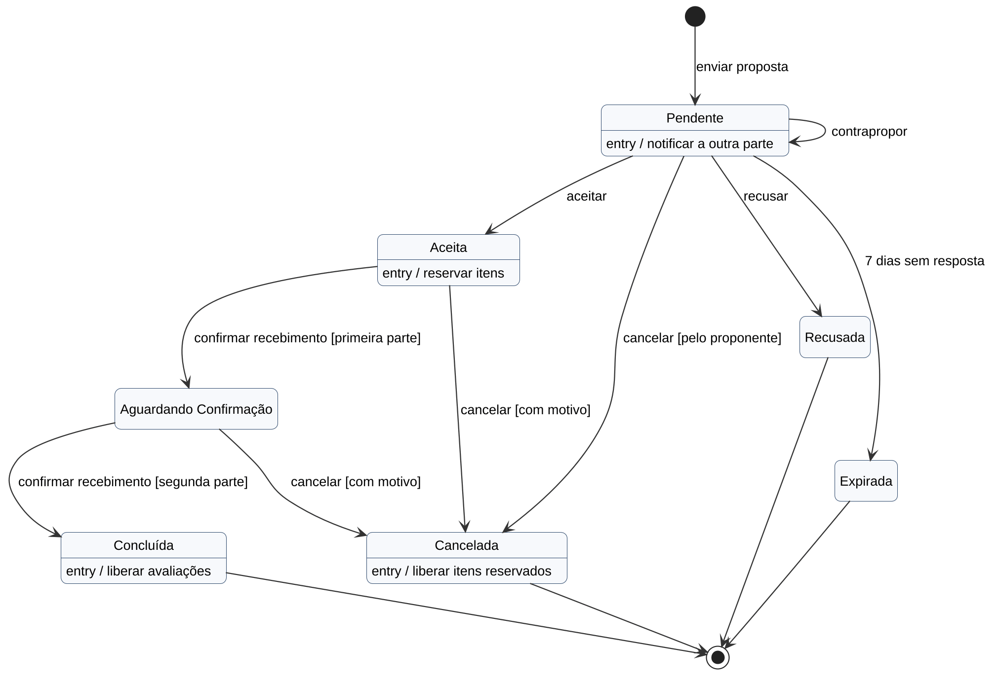 enviar proposta
Pendente
entry / notificar a outra parte
contrapropor
aceitar
recusar
Aceita
entry / reservar itens
7 dias sem resposta
confirmar recebimento [primeira parte]
cancelar [pelo proponente]
Recusada
Aguardando Confirmação
cancelar [com motivo]
confirmar recebimento [segunda parte]
cancelar [com motivo]
Expirada
Concluída
entry / liberar avaliações
Cancelada
entry / liberar itens reservados